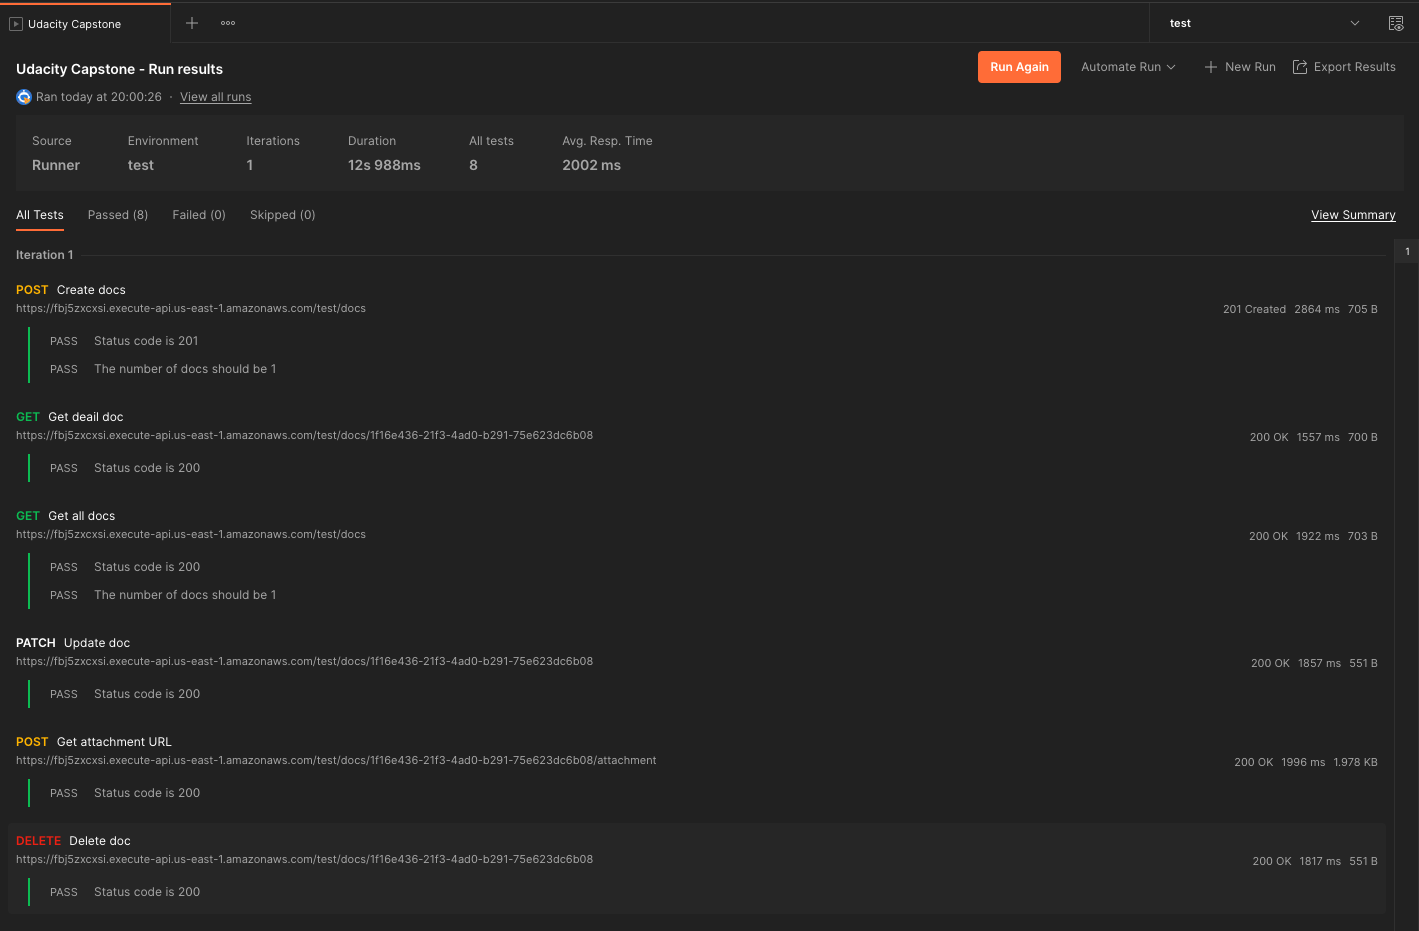 Udacity Capstone
test
Udacity Capstone - Run results
Run Again
Automate Run
New Run
Export Results
Ran today at 20:00:26 · View all runs
Source Environment Iterations Duration All tests Avg. Resp. Time
Runner test 1 12s 988ms 8 2002 ms
All Tests Passed (8) Failed (0) Skipped (0) View Summary
Iteration 1
1
POST Create docs
https://fbj5zxcxsi.execute-api.us-east-1.amazonaws.com/test/docs 201 Created 2864 ms 705 B
PASS Status code is 201
PASS The number of docs should be 1
GET Get deail doc
https://fbj5zxcxsi.execute-api.us-east-1.amazonaws.com/test/docs/1f16e436-21f3-4ad0-b291-75e623dc6b08 200 OK 1557 ms 700 B
PASS Status code is 200
GET Get all docs
https://fbj5zxcxsi.execute-api.us-east-1.amazonaws.com/test/docs 200 OK 1922 ms 703 B
PASS Status code is 200
PASS The number of docs should be 1
PATCH Update doc
https://fbj5zxcxsi.execute-api.us-east-1.amazonaws.com/test/docs/1f16e436-21f3-4ad0-b291-75e623dc6b08 200 OK 1857 ms 551 B
PASS Status code is 200
POST Get attachment URL
https://fbj5zxcxsi.execute-api.us-east-1.amazonaws.com/test/docs/1f16e436-21f3-4ad0-b291-75e623dc6b08/attachment 200 OK 1996 ms 1.978 KB
PASS Status code is 200
DELETE Delete doc
https://fbj5zxcxsi.execute-api.us-east-1.amazonaws.com/test/docs/1f16e436-21f3-4ad0-b291-75e623dc6b08 200 OK 1817 ms 551 B
PASS Status code is 200